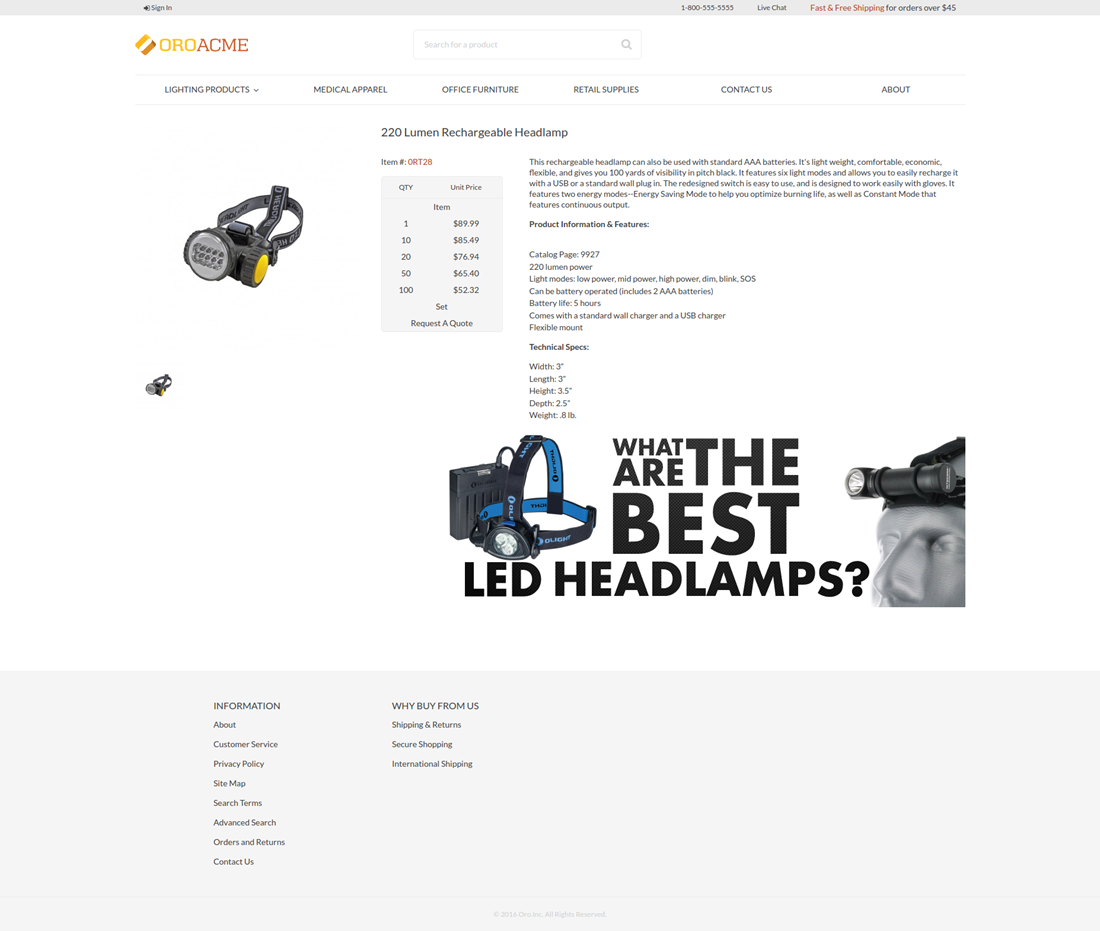 Sign In
1-800-555-5555 Live Chat Fast & Free Shipping for orders over $45
OROACME
Search for a product
LIGHTING PRODUCTS MEDICAL APPAREL OFFICE FURNITURE RETAIL SUPPLIES CONTACT US ABOUT
220 Lumen Rechargeable Headlamp
Item #: 0RT28
QTY Unit Price
Item
1 $89.99
10 $85.49
20 $76.94
50 $65.40
100 $52.32
Set
Request A Quote
This rechargeable headlamp can also be used with standard AAA batteries. It's light weight, comfortable, economic,
flexible, and gives you 100 yards of visibility in pitch black. It features six light modes and allows you to easily recharge it
with a USB or a standard wall plug in. The redesigned switch is easy to use, and is designed to work easily with gloves. It
features two energy modes--Energy Saving Mode to help you optimize burning life, as well as Constant Mode that
features continuous output.
Product Information & Features:
Catalog Page: 9927
220 lumen power
Light modes: low power, mid power, high power, dim, blink, SOS
Can be battery operated (includes 2 AAA batteries)
Battery life: 5 hours
Comes with a standard wall charger and a USB charger
Flexible mount
Technical Specs:
Width: 3"
Length: 3"
Height: 3.5"
Depth: 2.5"
Weight: .8 lb.
WHAT
ARE THE
BEST
LED HEADLAMPS?
OLIGHT
INFORMATION
About
Customer Service
Privacy Policy
Site Map
Search Terms
Advanced Search
Orders and Returns
Contact Us
WHY BUY FROM US
Shipping & Returns
Secure Shopping
International Shipping
© 2016 Oro.Inc. All Rights Reserved.